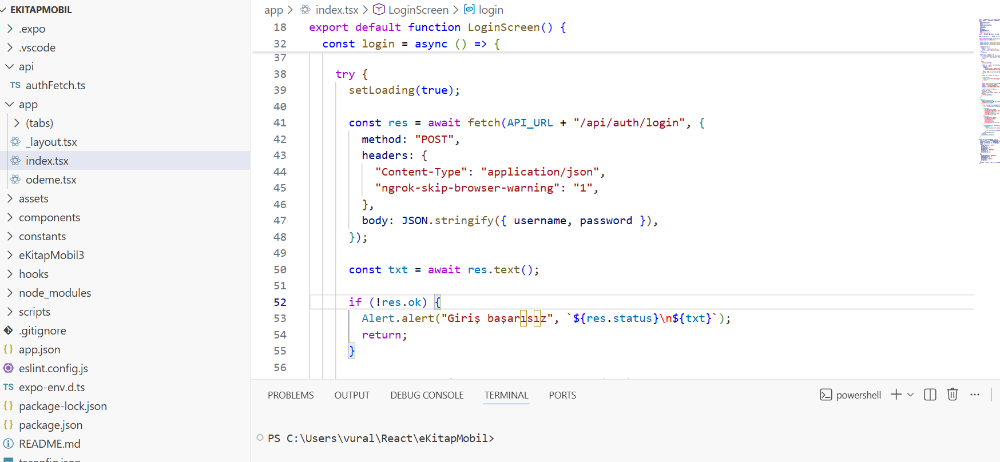 EKITAPMOBIL
.expo
.vscode
api
TS authFetch.ts
app
(tabs)
_layout.tsx
index.tsx
odeme.tsx
assets
components
constants
eKitapMobil3
hooks
node_modules
scripts
.gitignore
{} app.json
eslint.config.js
TS expo-env.d.ts
{} package-lock.json
{} package.json
README.md
tsconfig.json
app > index.tsx > LoginScreen > login
18 export default function LoginScreen() {
32 const login = async () => {
37
38 try {
39 setLoading(true);
40
41 const res = await fetch(API_URL + "/api/auth/login", {
42 method: "POST",
43 headers: {
44 "Content-Type": "application/json",
45 "ngrok-skip-browser-warning": "1",
46 },
47 body: JSON.stringify({ username, password }),
48 });
49
50 const txt = await res.text();
51
52 if (!res.ok) {
53 Alert.alert("Giriş başarısız", `${res.status}\n${txt}`);
54 return;
55 }
56
PROBLEMS OUTPUT DEBUG CONSOLE TERMINAL PORTS
powershell
PS C:\Users\vural\React\eKitapMobil>